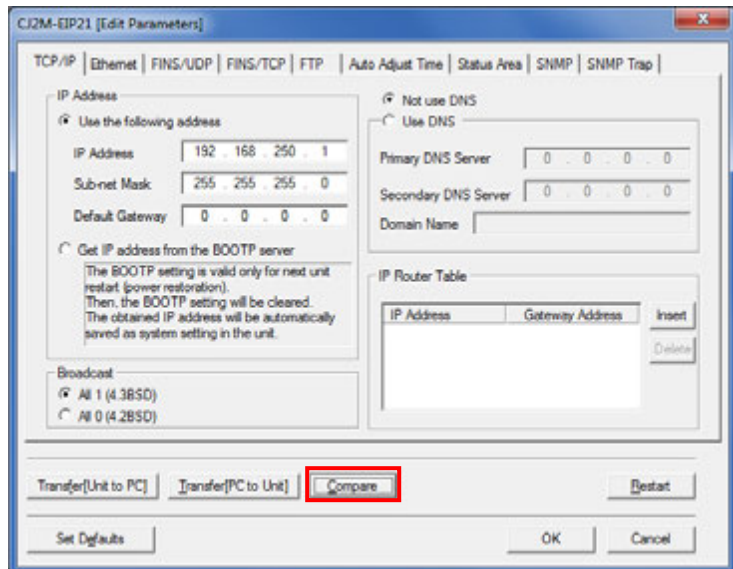 CJ2M-EIP21 [Edit Parameters]
TCP/IP Ethernet FINS/UDP FINS/TCP FTP Auto Adjust Time Status Area SNMP SNMP Trap
IP Address
Use the following address
IP Address 192 . 168 . 250 . 1
Sub-net Mask 255 . 255 . 255 . 0
Default Gateway 0 . 0 . 0 . 0
Get IP address from the BOOTP server
The BOOTP setting is valid only for next unit
restart (power restoration).
Then, the BOOTP setting will be cleared.
The obtained IP address will be automatically
saved as system setting in the unit.
Broadcast
All 1 (4.3BSD)
All 0 (4.2BSD)
Not use DNS
Use DNS
Primary DNS Server 0 . 0 . 0 . 0
Secondary DNS Server 0 . 0 . 0 . 0
Domain Name
IP Router Table
IP Address Gateway Address Insert
Delete
Transfer[Unit to PC] Transfer[PC to Unit] Compare Restart
Set Defaults OK Cancel